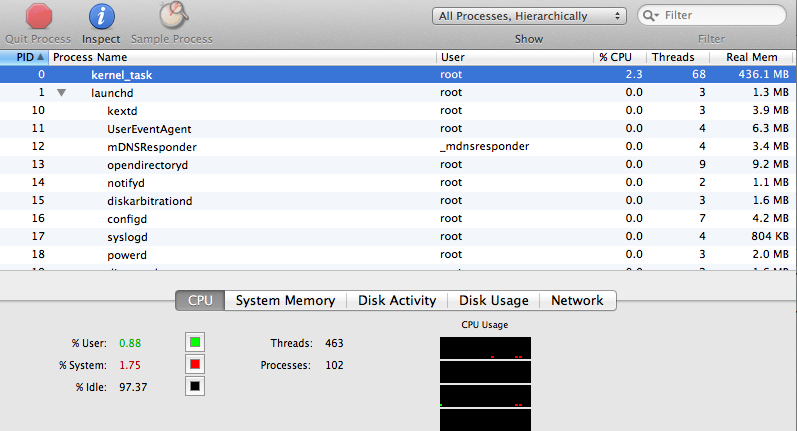 All Processes, Hierarchically Filter
Quit Process Inspect Sample Process Show Filter
PID Process Name User % CPU Threads Real Mem
0 kernel_task root 2.3 68 436.1 MB
1 launchd root 0.0 3 1.3 MB
10 kextd root 0.0 3 3.9 MB
11 UserEventAgent root 0.0 4 6.3 MB
12 mDNSResponder _mdnsresponder 0.0 4 3.4 MB
13 opendirectoryd root 0.0 9 9.2 MB
14 notifyd root 0.0 2 1.1 MB
15 diskarbitrationd root 0.0 3 1.6 MB
16 configd root 0.0 7 4.2 MB
17 syslogd root 0.0 4 804 KB
18 powerd root 0.0 3 2.0 MB
CPU System Memory Disk Activity Disk Usage Network
CPU Usage
% User: 0.88 Threads: 463
% System: 1.75 Processes: 102
% Idle: 97.37